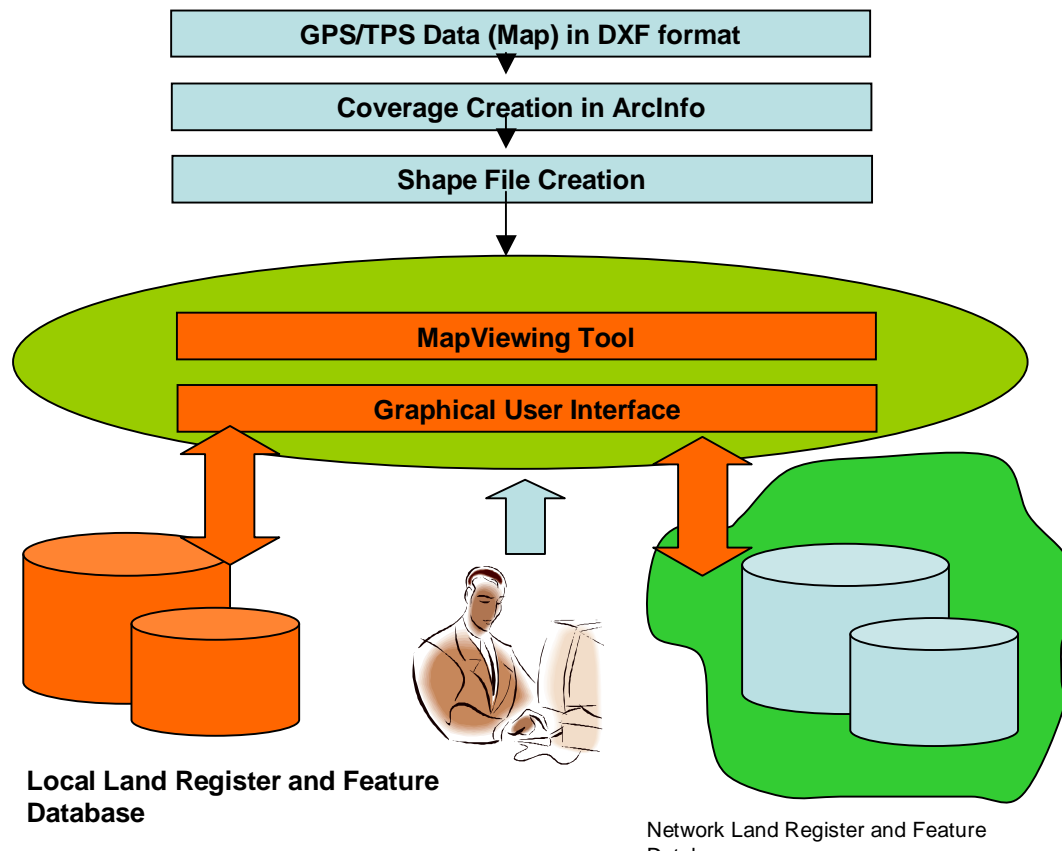 GPS/TPS Data (Map) in DXF format
Coverage Creation in ArcInfo
Shape File Creation
MapViewing Tool
Graphical User Interface
Local Land Register and Feature
Database
Network Land Register and Feature